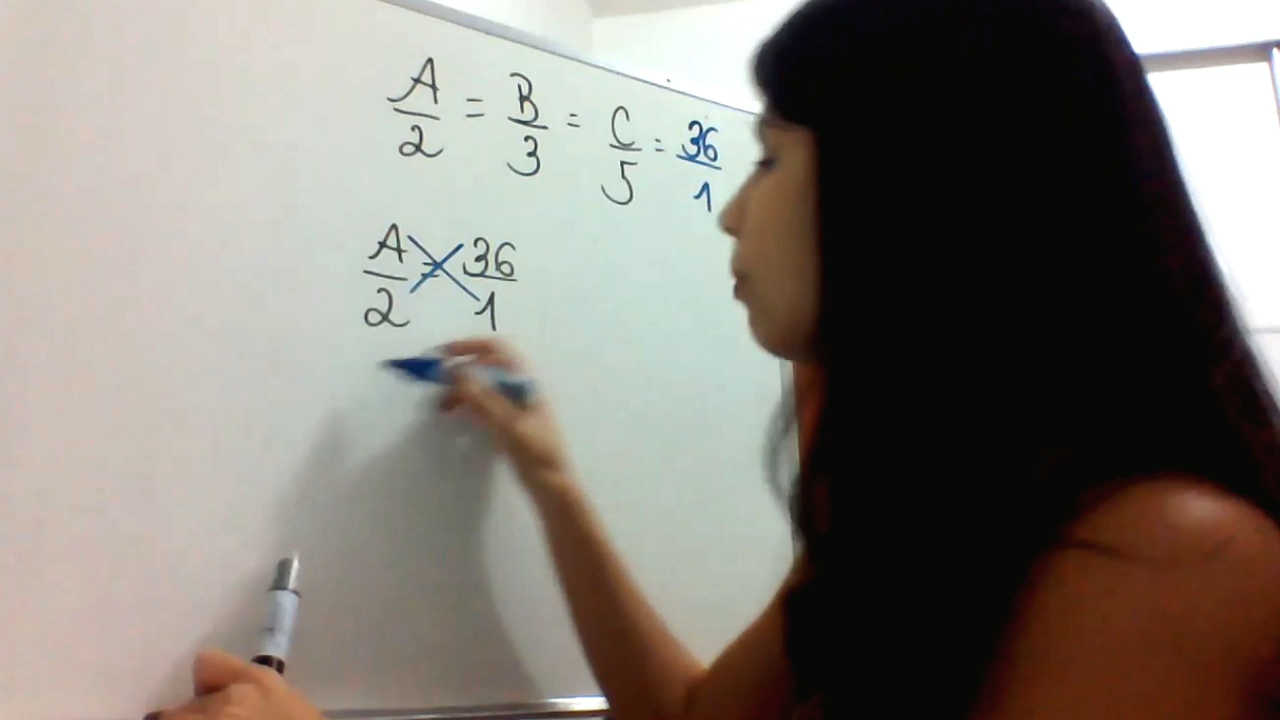 A/2 = B/3 = C/5 = 36/1
A/2 = 36/1